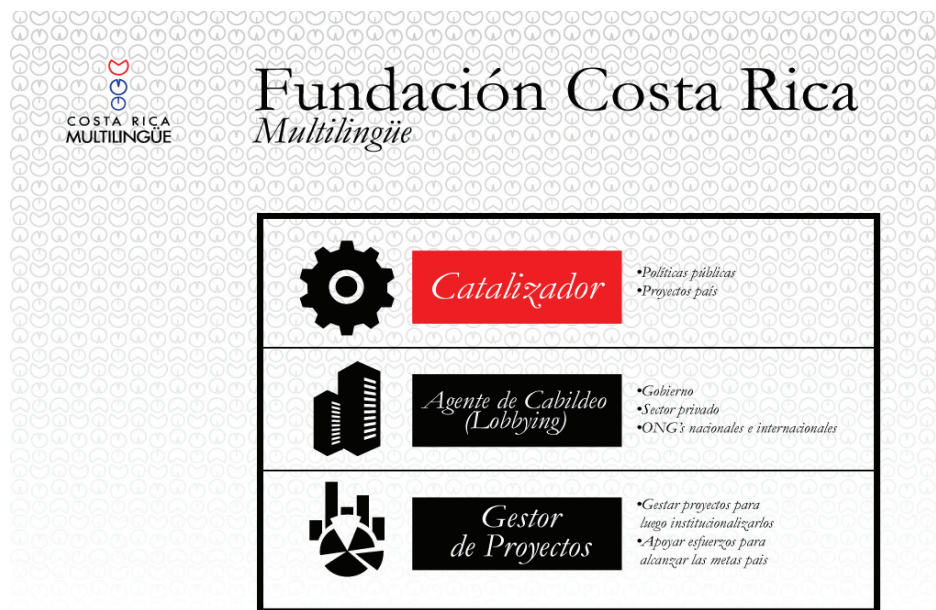 COSTA RICA
MULTILINGÜE
Fundación Costa Rica
Multilingüe
Catalizador
•Políticas públicas
•Proyectos país
Agente de Cabildeo
(Lobbying)
•Gobierno
•Sector privado
•ONG's nacionales e internacionales
Gestor
de Proyectos
•Gestar proyectos para
luego institucionalizarlos
•Apoyar esfuerzos para
alcanzar las metas pais